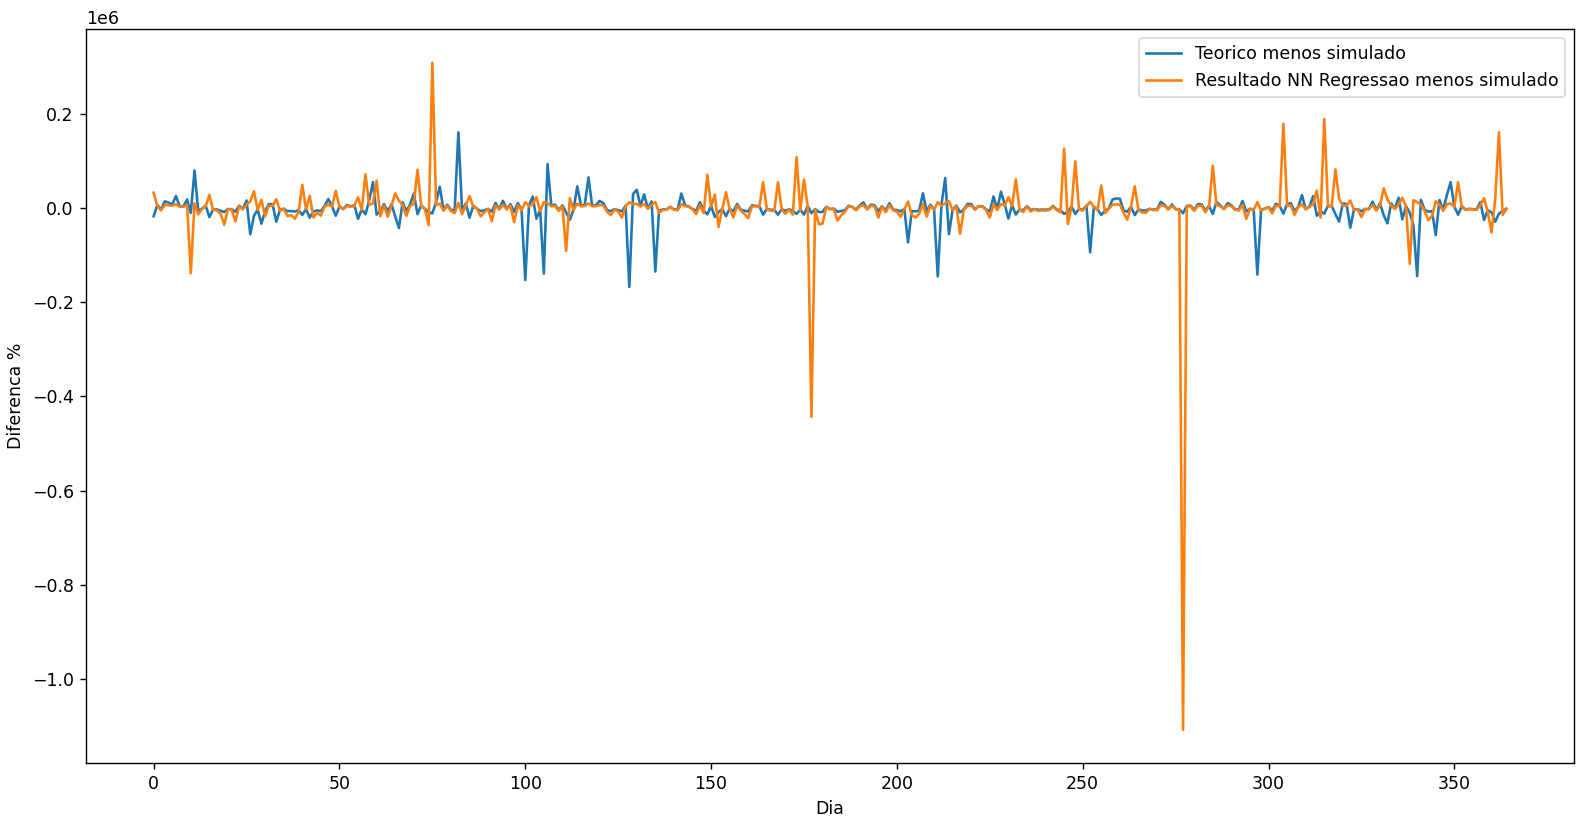 1e6
Teorico menos simulado
Resultado NN Regressao menos simulado
0.2
0.0
−0.2
−0.4
−0.6
−0.8
−1.0
Diferenca %
0 50 100 150 200 250 300 350
Dia